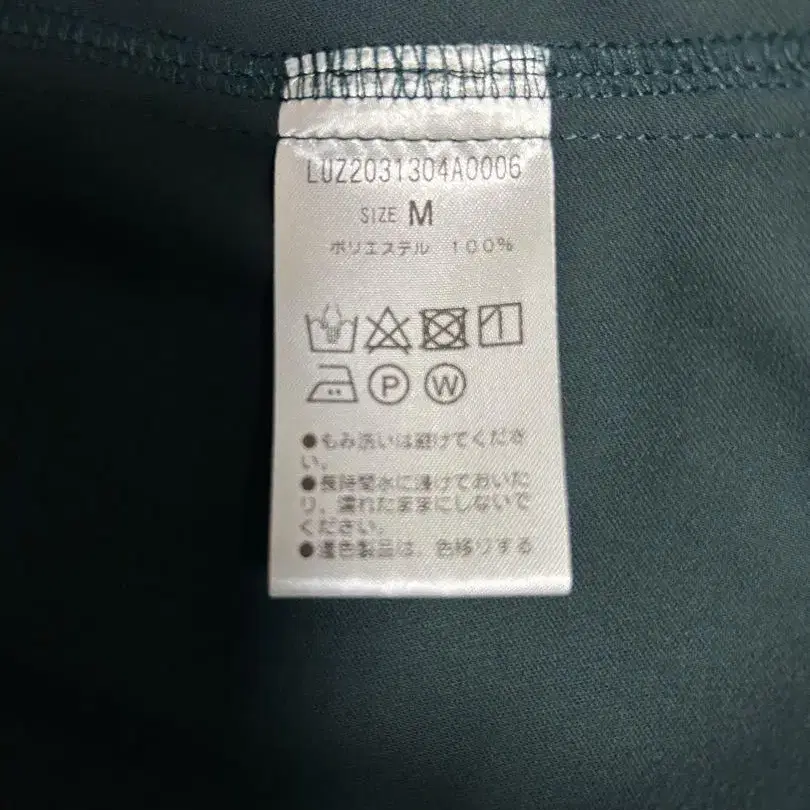 LUZ2031304A0006
SIZE M
ポリエステル 100%
P W
●もみ洗いは避けてくださ
い。
●長時間水に浸けておいた
り、濡れたままにしないで
ください。
●濃色製品は、色移りする